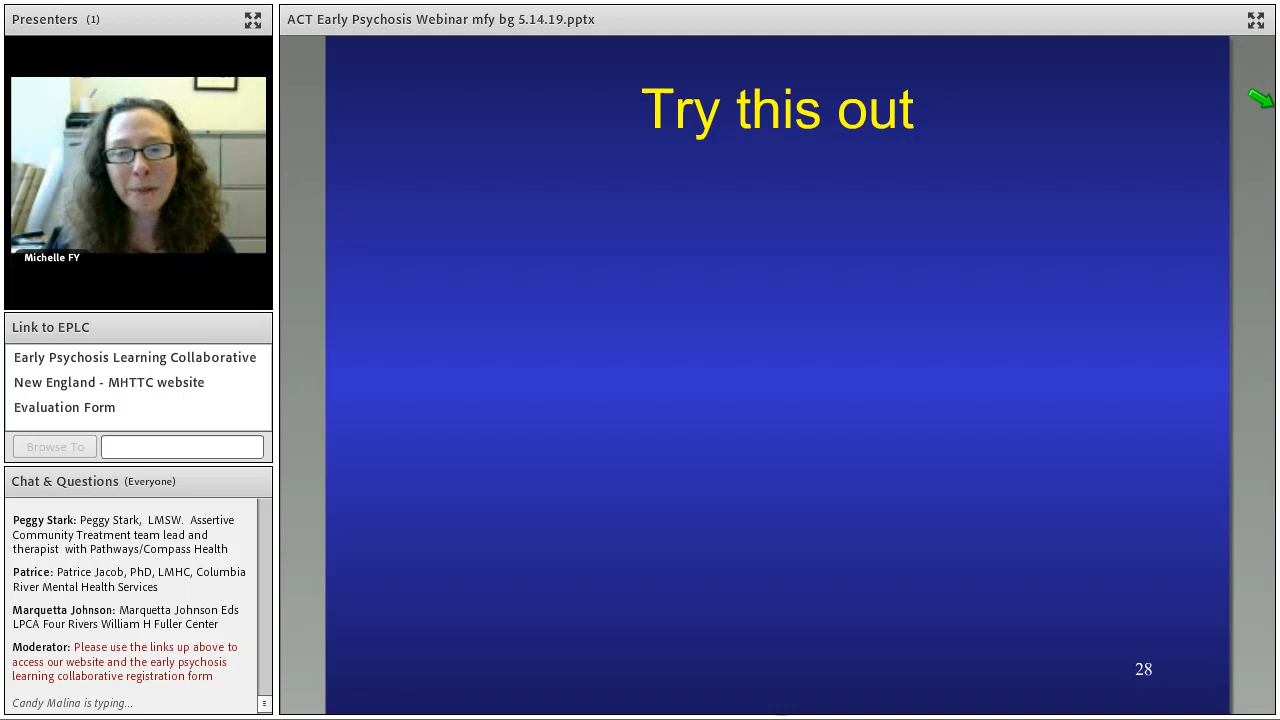 Presenters (1)
Michelle FY
Link to EPLC
Early Psychosis Learning Collaborative
New England - MHTTC website
Evaluation Form
Browse To
Chat & Questions (Everyone)
Peggy Stark: Peggy Stark, LMSW. Assertive
Community Treatment team lead and
therapist with Pathways/Compass Health
Patrice: Patrice Jacob, PhD, LMHC, Columbia
River Mental Health Services
Marquetta Johnson: Marquetta Johnson Eds
LPCA Four Rivers William H Fuller Center
Moderator: Please use the links up above to
access our website and the early psychosis
learning collaborative registration form
Candy Malina is typing...
ACT Early Psychosis Webinar mfy bg 5.14.19.pptx
Try this out
28